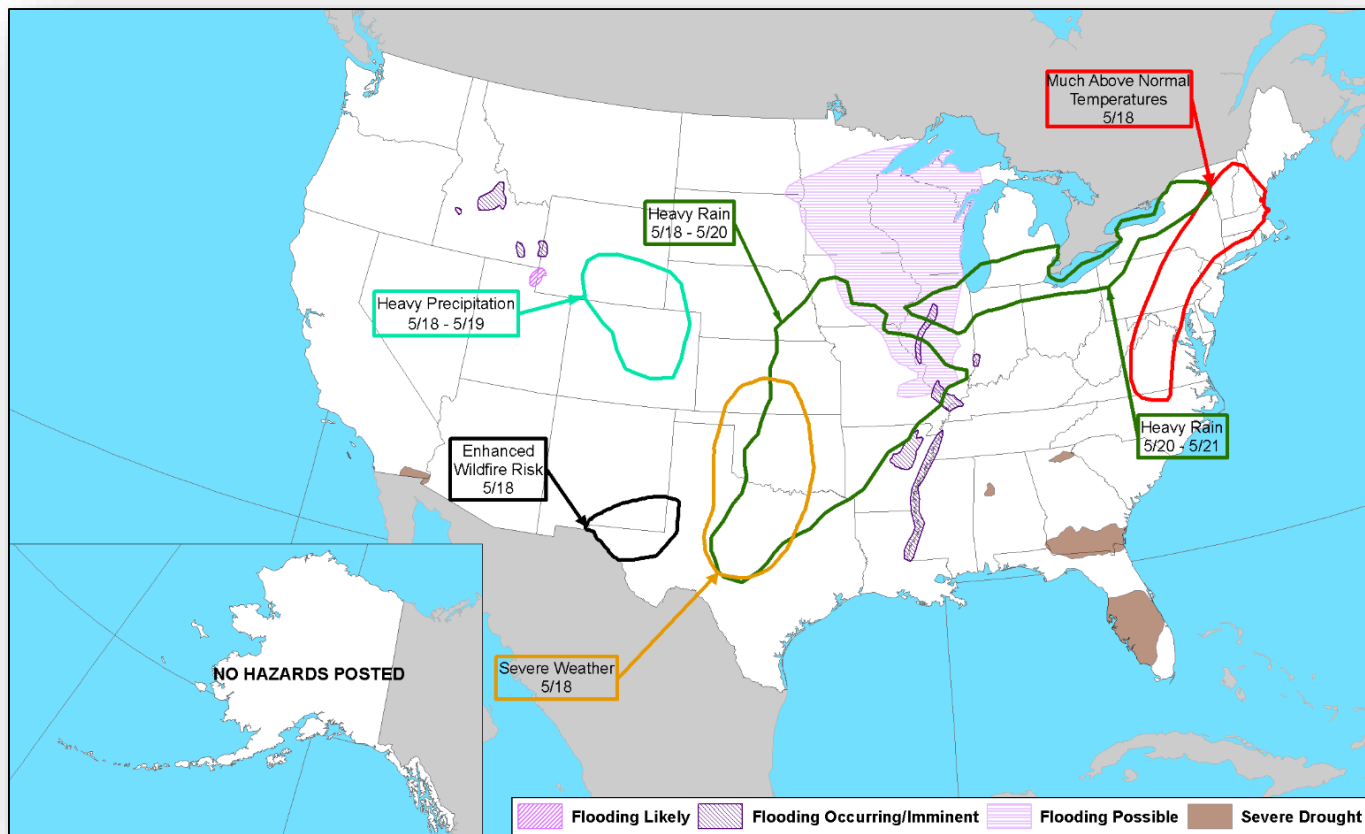 Much Above Normal
Temperatures
5/18
Heavy Rain
5/18 - 5/20
Heavy Precipitation
5/18 - 5/19
Enhanced
Wildfire Risk
5/18
Heavy Rain
5/20 - 5/21
NO HAZARDS POSTED
Severe Weather
5/18
Flooding Likely
Flooding Occurring/Imminent
Flooding Possible
Severe Drought